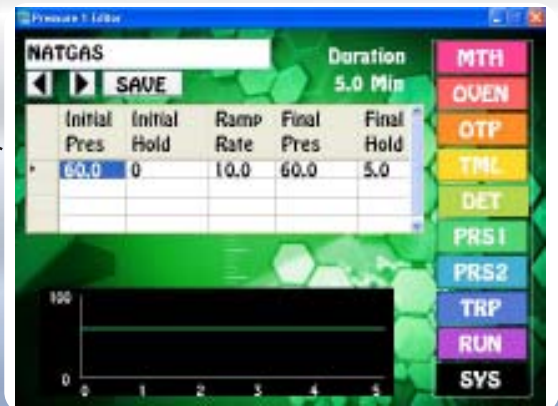 Pressure 1 Editor
NATGAS
Duration
5.0 Min
SAVE
Initial Pres Initial Hold Ramp Rate Final Pres Final Hold
60.0 0 10.0 60.0 5.0
100
0
0 1 2 3 4 5
MTH
OVEN
OTP
TML
DET
PRS1
PRS2
TRP
RUN
SYS